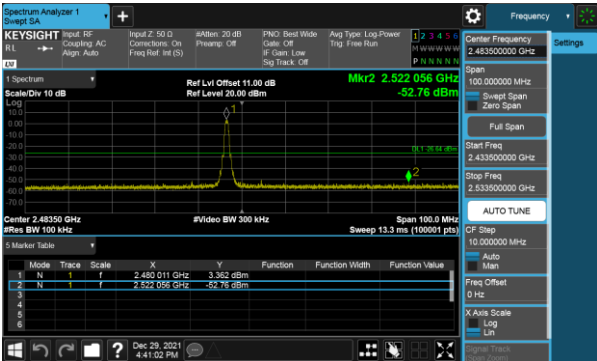 Spectrum Analyzer 1
Swept SA
Frequency
KEYSIGHT Input: RF Input Z: 50 Ω #Atten: 20 dB PNO: Best Wide Avg Type: Log-Power 1 2 3 4 5 6
RL Coupling: AC Corrections: On Preamp: Off Gate: Off Trig: Free Run M W W W W W
Align: Auto Freq Ref: Int (S) IF Gain: Low
Sig Track: Off P N N N N N
Center Frequency
2.483500000 GHz
Settings
Span
100.000000 MHz
Swept Span
Zero Span
Full Span
Start Freq
2.433500000 GHz
Stop Freq
2.533500000 GHz
AUTO TUNE
CF Step
10.000000 MHz
Auto
Man
Freq Offset
0 Hz
X Axis Scale
Log
Lin
Signal Track
(Span Zoom)
1 Spectrum
Ref Lvl Offset 11.00 dB Mkr2 2.522 056 GHz
Scale/Div 10 dB Ref Level 20.00 dBm -52.76 dBm
Log
10.0
0.00
-10.0
-20.0
-30.0
-40.0
-50.0
-60.0
-70.0
1
DL1 -26.64 dBm
2
Center 2.48350 GHz #Video BW 300 kHz Span 100.0 MHz
#Res BW 100 kHz Sweep 13.3 ms (100001 pts)
5 Marker Table
Mode Trace Scale X Y Function Function Width Function Value
1 N 1 f 2.480 011 GHz 3.362 dBm
2 N 1 f 2.522 056 GHz -52.76 dBm
3
4
5
6
?
Dec 29, 2021
4:41:02 PM